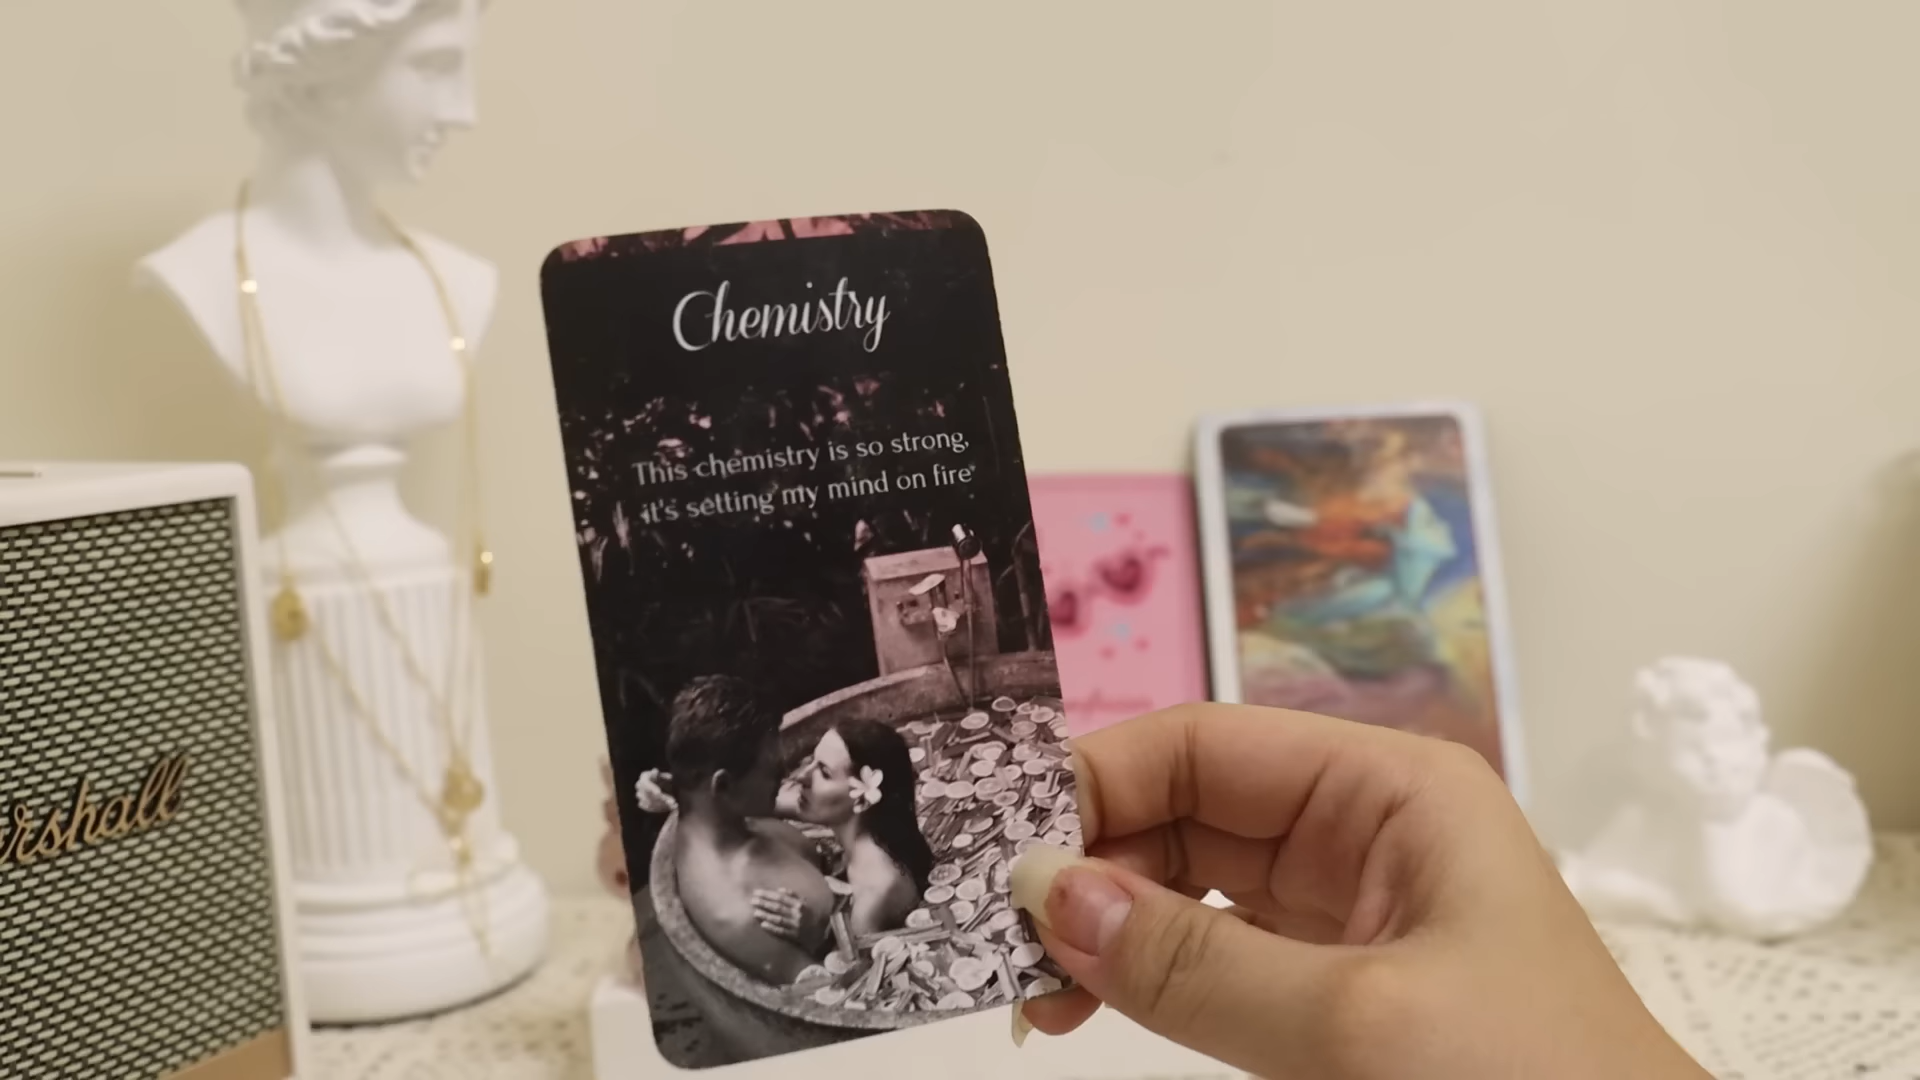 Chemistry
This chemistry is so strong,
it's setting my mind on fire